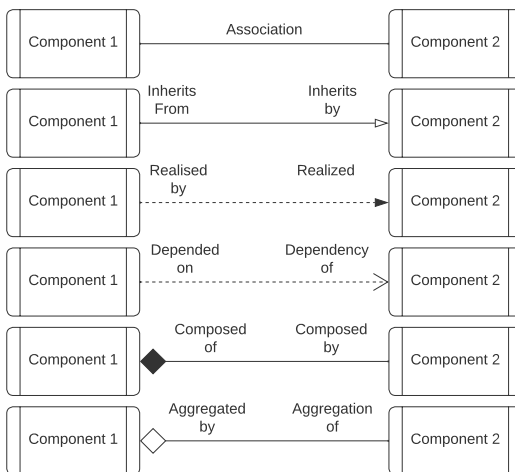 Component 1
Association
Component 2
Inherits
From
Inherits
by
Component 1
Component 2
Realised
by
Realized
Component 1
Component 2
Depended
on
Dependency
of
Component 1
Component 2
Composed
of
Composed
by
Component 1
Component 2
Aggregated
by
Aggregation
of
Component 1
Component 2